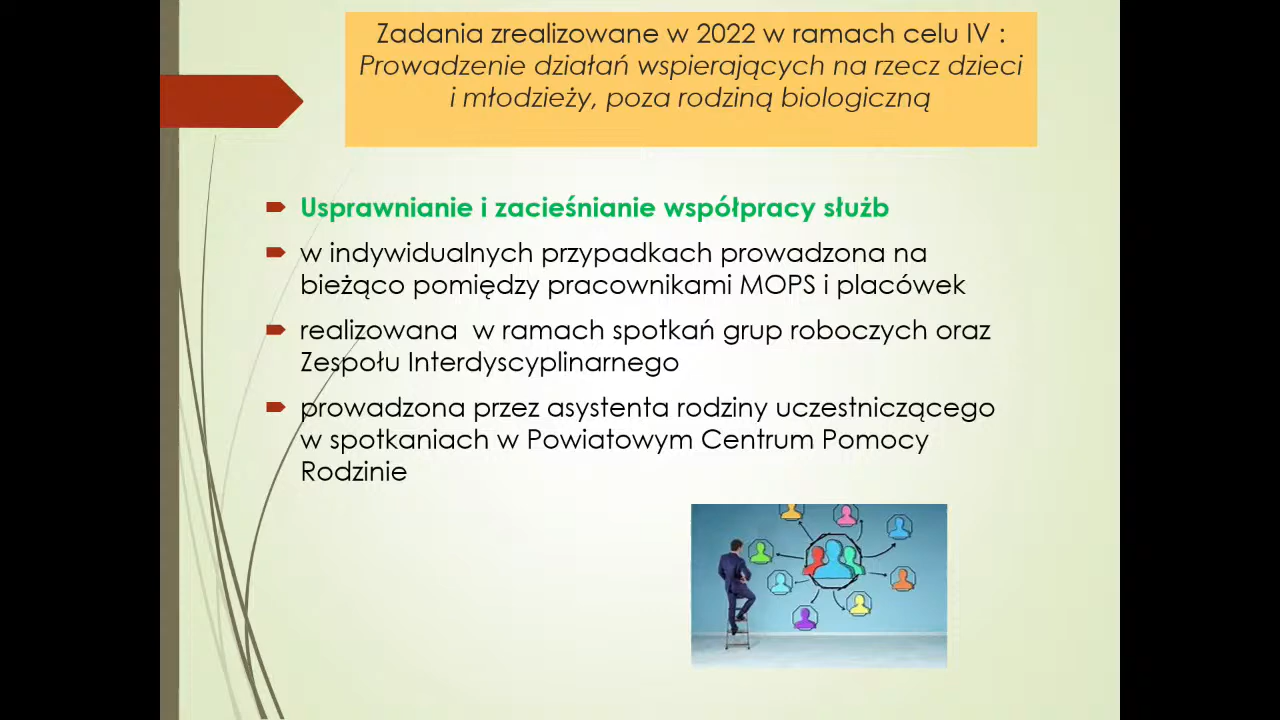 Zadania zrealizowane w 2022 w ramach celu IV :
Prowadzenie działań wspierających na rzecz dzieci
i młodzieży, poza rodziną biologiczną
Usprawnianie i zacieśnianie współpracy służb
w indywidualnych przypadkach prowadzona na
bieżąco pomiędzy pracownikami MOPS i placówek
realizowana  w ramach spotkań grup roboczych oraz
Zespołu Interdyscyplinarnego
prowadzona przez asystenta rodziny uczestniczącego
w spotkaniach w Powiatowym Centrum Pomocy
Rodzinie